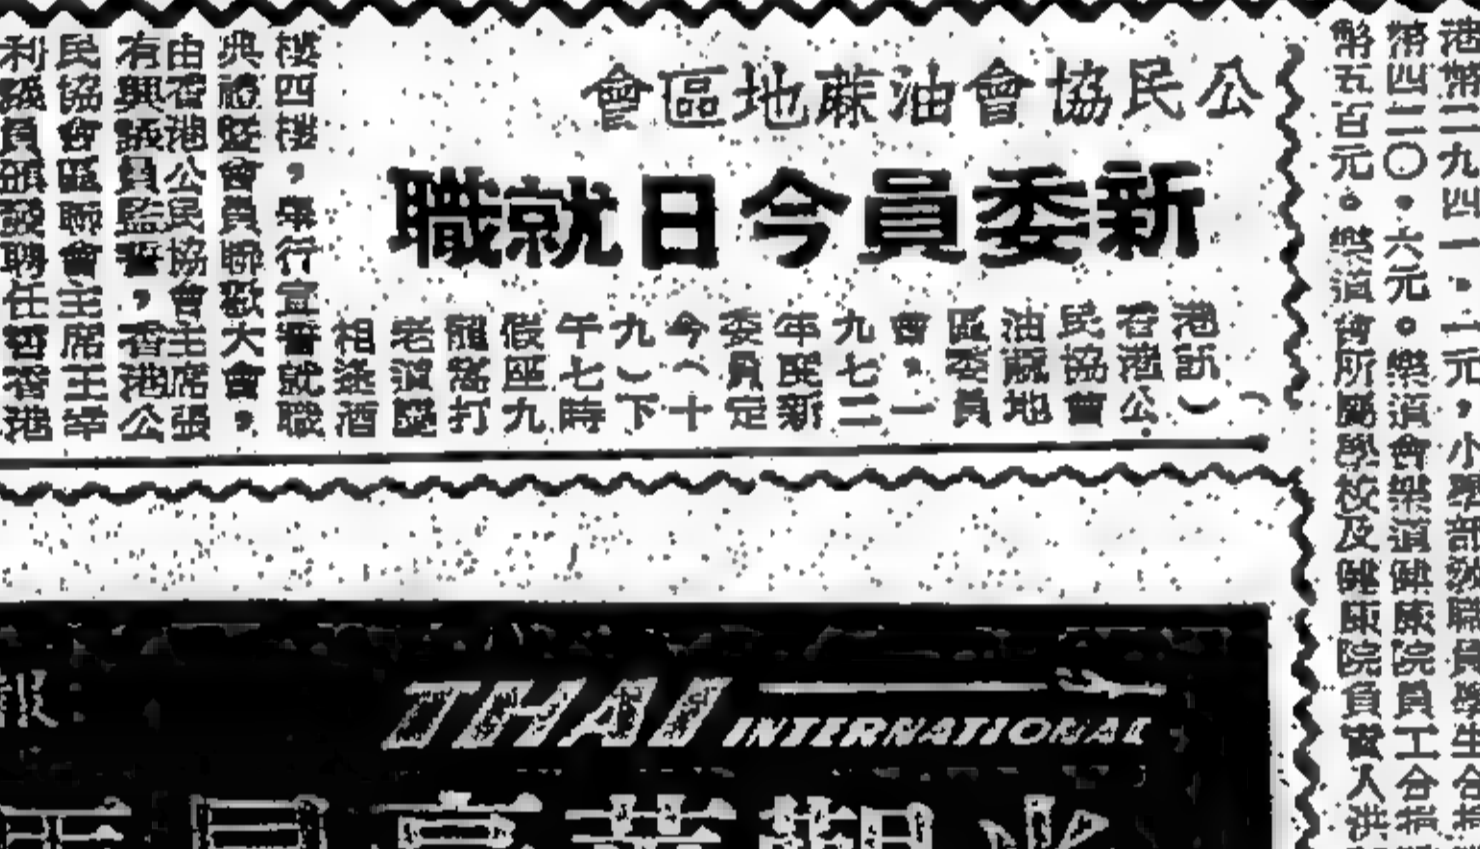 港幣二九四一・二元，小學部教職員學生合捐
幣四二〇・六元。樂道會樂道健康院員工合捐
幣五百元。樂道會所屬學校及健康院負責人洪
公民協會油蔴地區會
新委員今日就職
（
港訊）
香港公
民協會
油蔴地
區委員
會，一
九七二
年度新
委員定
今（十
九）下
午七時
假座九
龍窩打
老道
相逢酒
樓四樓，舉行宣誓就職
典禮暨會員聯歡大會，
由香港公民協會主席張
有興議員監誓，香港公
民協會區聯會主席王幸
利議員頒發聘任哲香港
THAI
INTERNATIONAL
報